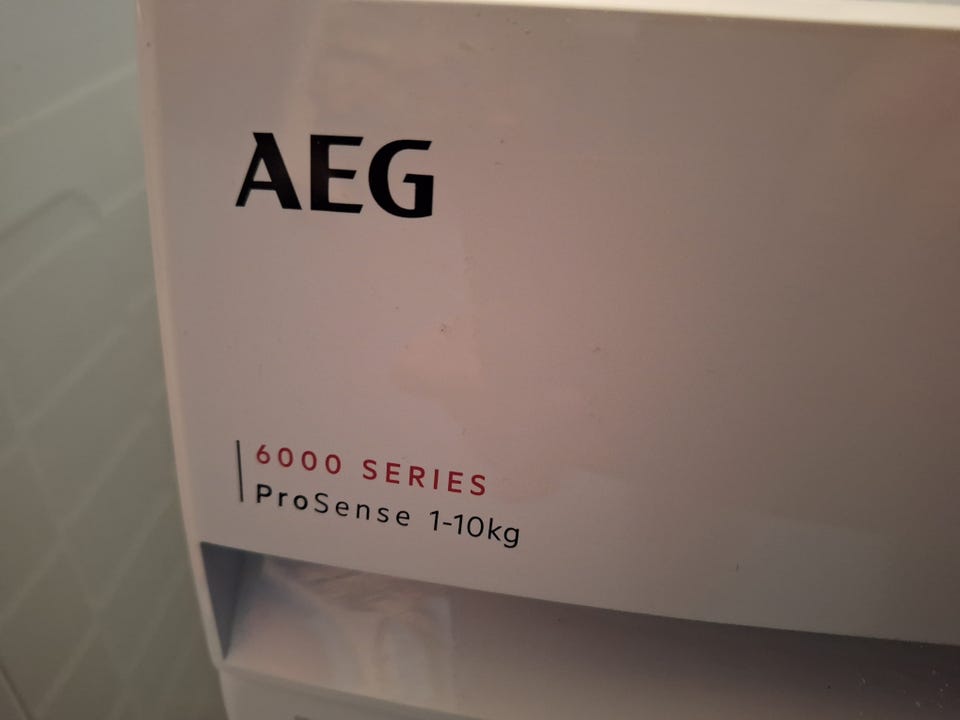 AEG
6000 SERIES
ProSense 1-10kg